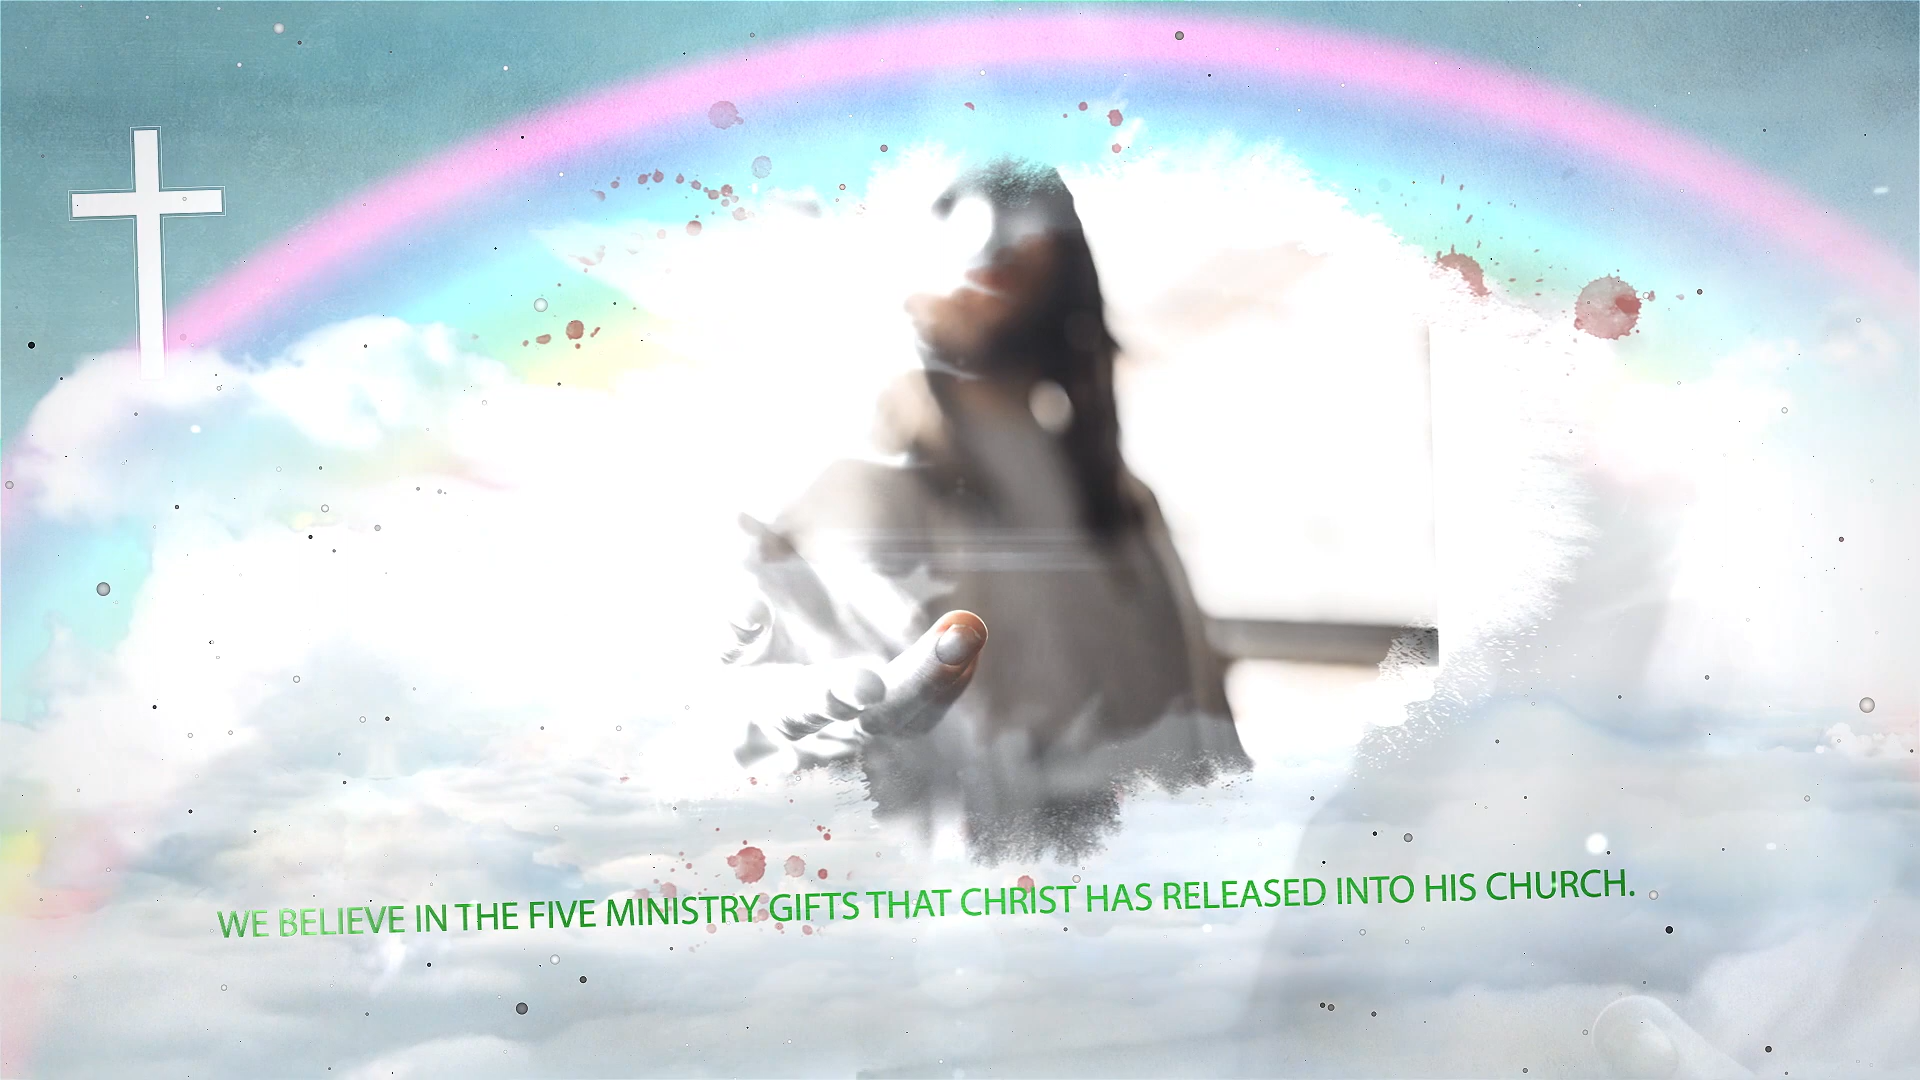 WE BELIEVE IN THE FIVE MINISTRY GIFTS THAT CHRIST HAS RELEASED INTO HIS CHURCH.